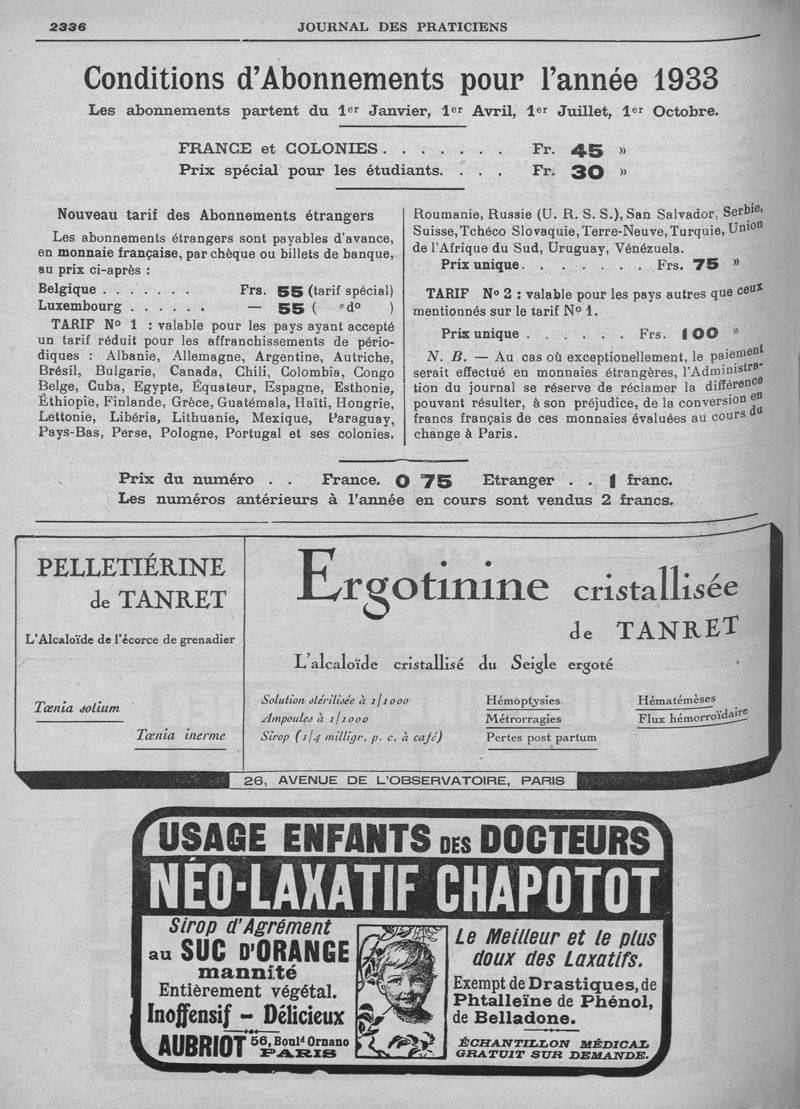 2336
JOURNAL DES PRATICIENS
Conditions d'Abonnements pour l'année 1933
Les abonnements partent du 1er Janvier, 1er Avril, 1er Juillet, 1er Octobre.
FRANCE et COLONIES . . . . . . . Fr. 45 »
Prix spécial pour les étudiants. . . . Fr. 30 »
Nouveau tarif des Abonnements étrangers
Les abonnements étrangers sont payables d'avance,
en monnaie française, par chèque ou billets de banque,
au prix ci-après :
Belgique . . . . . . . Frs. 55 (tarif spécial)
Luxembourg . . . . . . — 55 ( do )
TARIF No 1 : valable pour les pays ayant accepté
un tarif réduit pour les affranchissements de pério-
diques : Albanie, Allemagne, Argentine, Autriche,
Brésil, Bulgarie, Canada, Chili, Colombia, Congo
Belge, Cuba, Egypte, Équateur, Espagne, Esthonie,
Éthiopie, Finlande, Grèce, Guatémala, Haïti, Hongrie,
Lettonie, Libéria, Lithuanie, Mexique, Paraguay,
Pays-Bas, Perse, Pologne, Portugal et ses colonies,
Roumanie, Russie (U. R. S. S.), San Salvador, Serbie,
Suisse, Tchéco Slovaquie, Terre-Neuve, Turquie, Union
de l'Afrique du Sud, Uruguay, Vénézuela.
Prix unique. . . . . . . . Frs. 75 »
TARIF No 2 : valable pour les pays autres que ceux
mentionnés sur le tarif No 1.
Prix unique . . . . . . Frs. 100 »
N. B. — Au cas où exceptionellement, le paiement
serait effectué en monnaies étrangères, l'Administra-
tion du journal se réserve de réclamer la différence
pouvant résulter, à son préjudice, de la conversion en
francs français de ces monnaies évaluées au cours du
change à Paris.
Prix du numéro . . France. 0 75 Etranger . . 1 franc.
Les numéros antérieurs à l'année en cours sont vendus 2 francs.
PELLETIÉRINE
de TANRET
L'Alcaloïde de l'écorce de grenadier
Tœnia solium
Tœnia inerme
Ergotinine cristallisée
de TANRET
L'alcaloïde cristallisé du Seigle ergoté
Solution stérilisée à 1/1000
Ampoules à 1/1000
Sirop (1/4 milligr. p. c. à café)
Hémoptysies
Métrorragies
Pertes post partum
Hématémèses
Flux hémorroïdaire
26, AVENUE DE L'OBSERVATOIRE, PARIS
USAGE ENFANTS DES DOCTEURS
NÉO-LAXATIF CHAPOTOT
Sirop d'Agrément
au SUC D'ORANGE
mannité
Entièrement végétal.
Inoffensif – Délicieux
AUBRIOT 56, Bould Ornano
PARIS
Le Meilleur et le plus
doux des Laxatifs.
Exempt de Drastiques, de
Phtalleïne de Phénol,
de Belladone.
ÉCHANTILLON MÉDICAL
GRATUIT SUR DEMANDE.